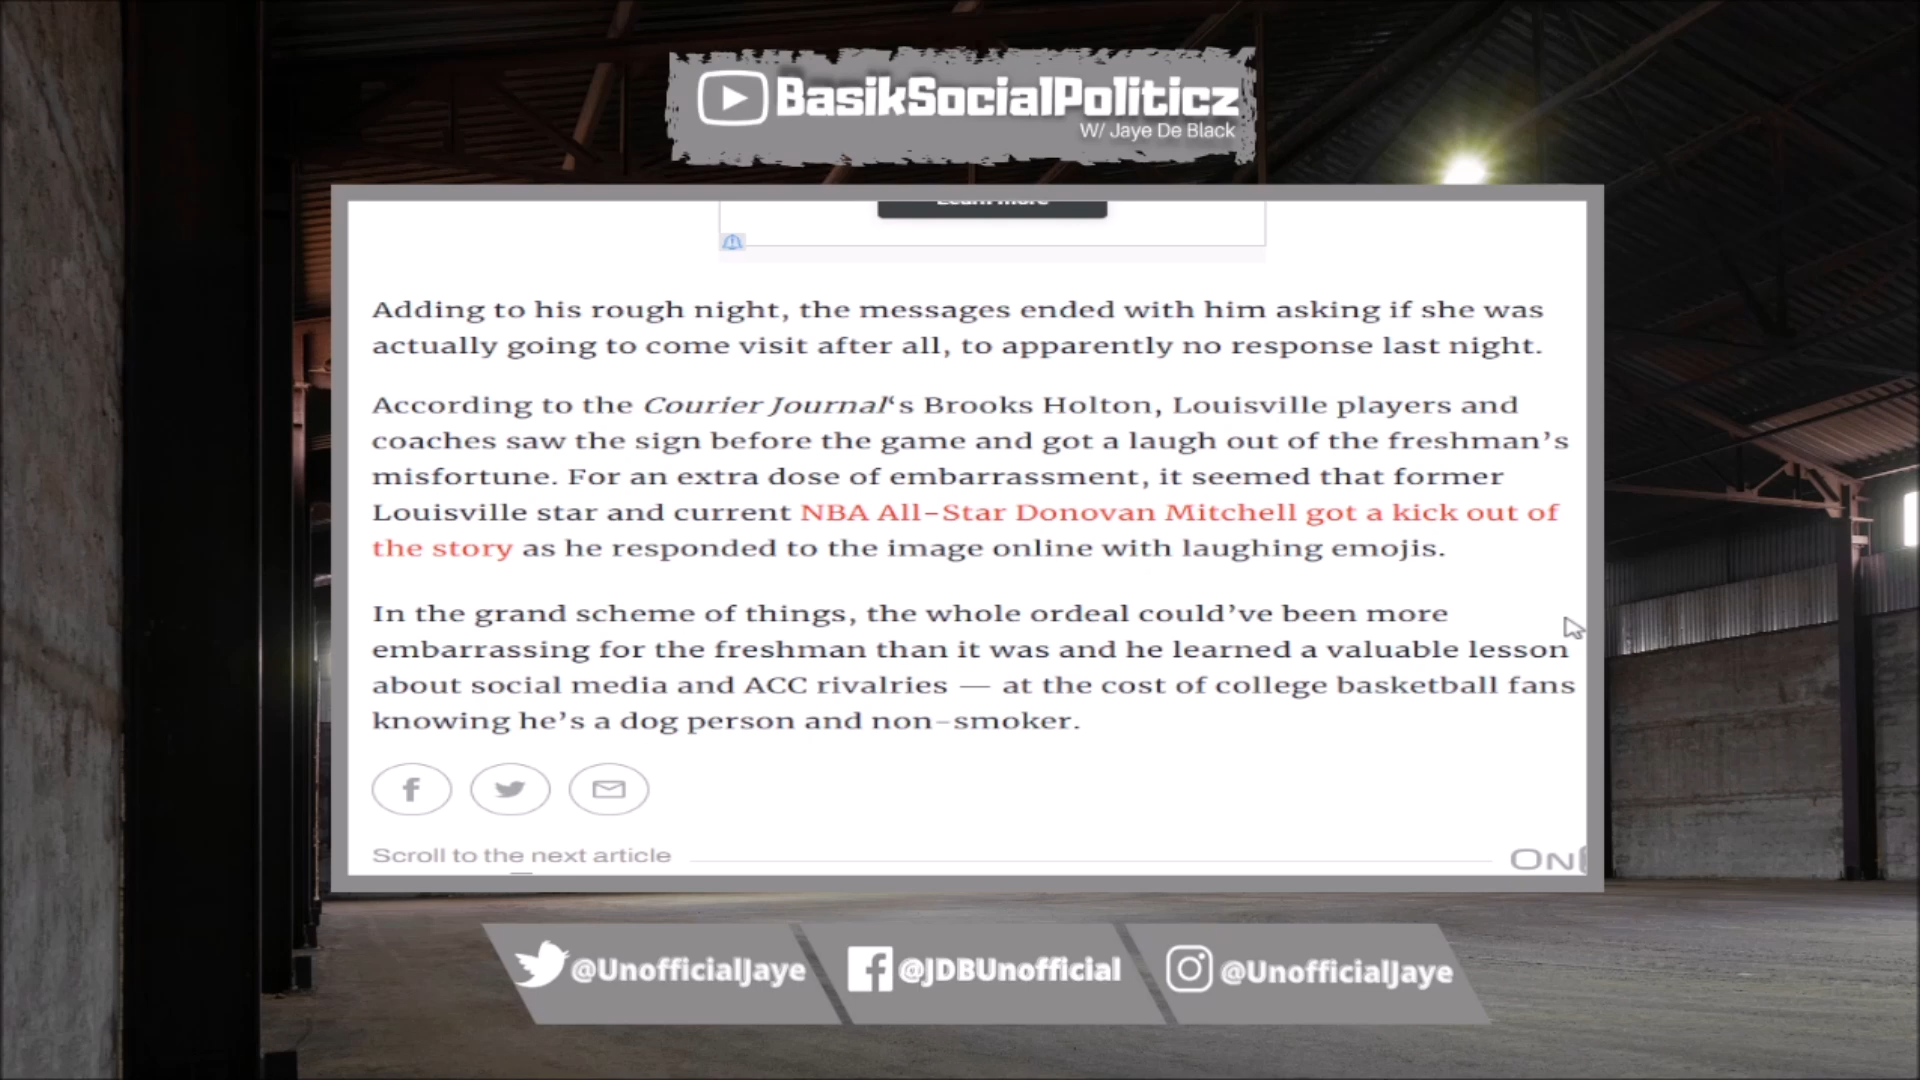 BasikSocialPoliticz
W/ Jaye De Black
Learn more
Adding to his rough night, the messages ended with him asking if she was
actually going to come visit after all, to apparently no response last night.
According to the Courier Journal‘s Brooks Holton, Louisville players and
coaches saw the sign before the game and got a laugh out of the freshman’s
misfortune. For an extra dose of embarrassment, it seemed that former
Louisville star and current NBA All-Star Donovan Mitchell got a kick out of
the story as he responded to the image online with laughing emojis.
In the grand scheme of things, the whole ordeal could’ve been more
embarrassing for the freshman than it was and he learned a valuable lesson
about social media and ACC rivalries — at the cost of college basketball fans
knowing he’s a dog person and non-smoker.
Scroll to the next article
@UnofficialJaye
@JDBUnofficial
@UnofficialJaye